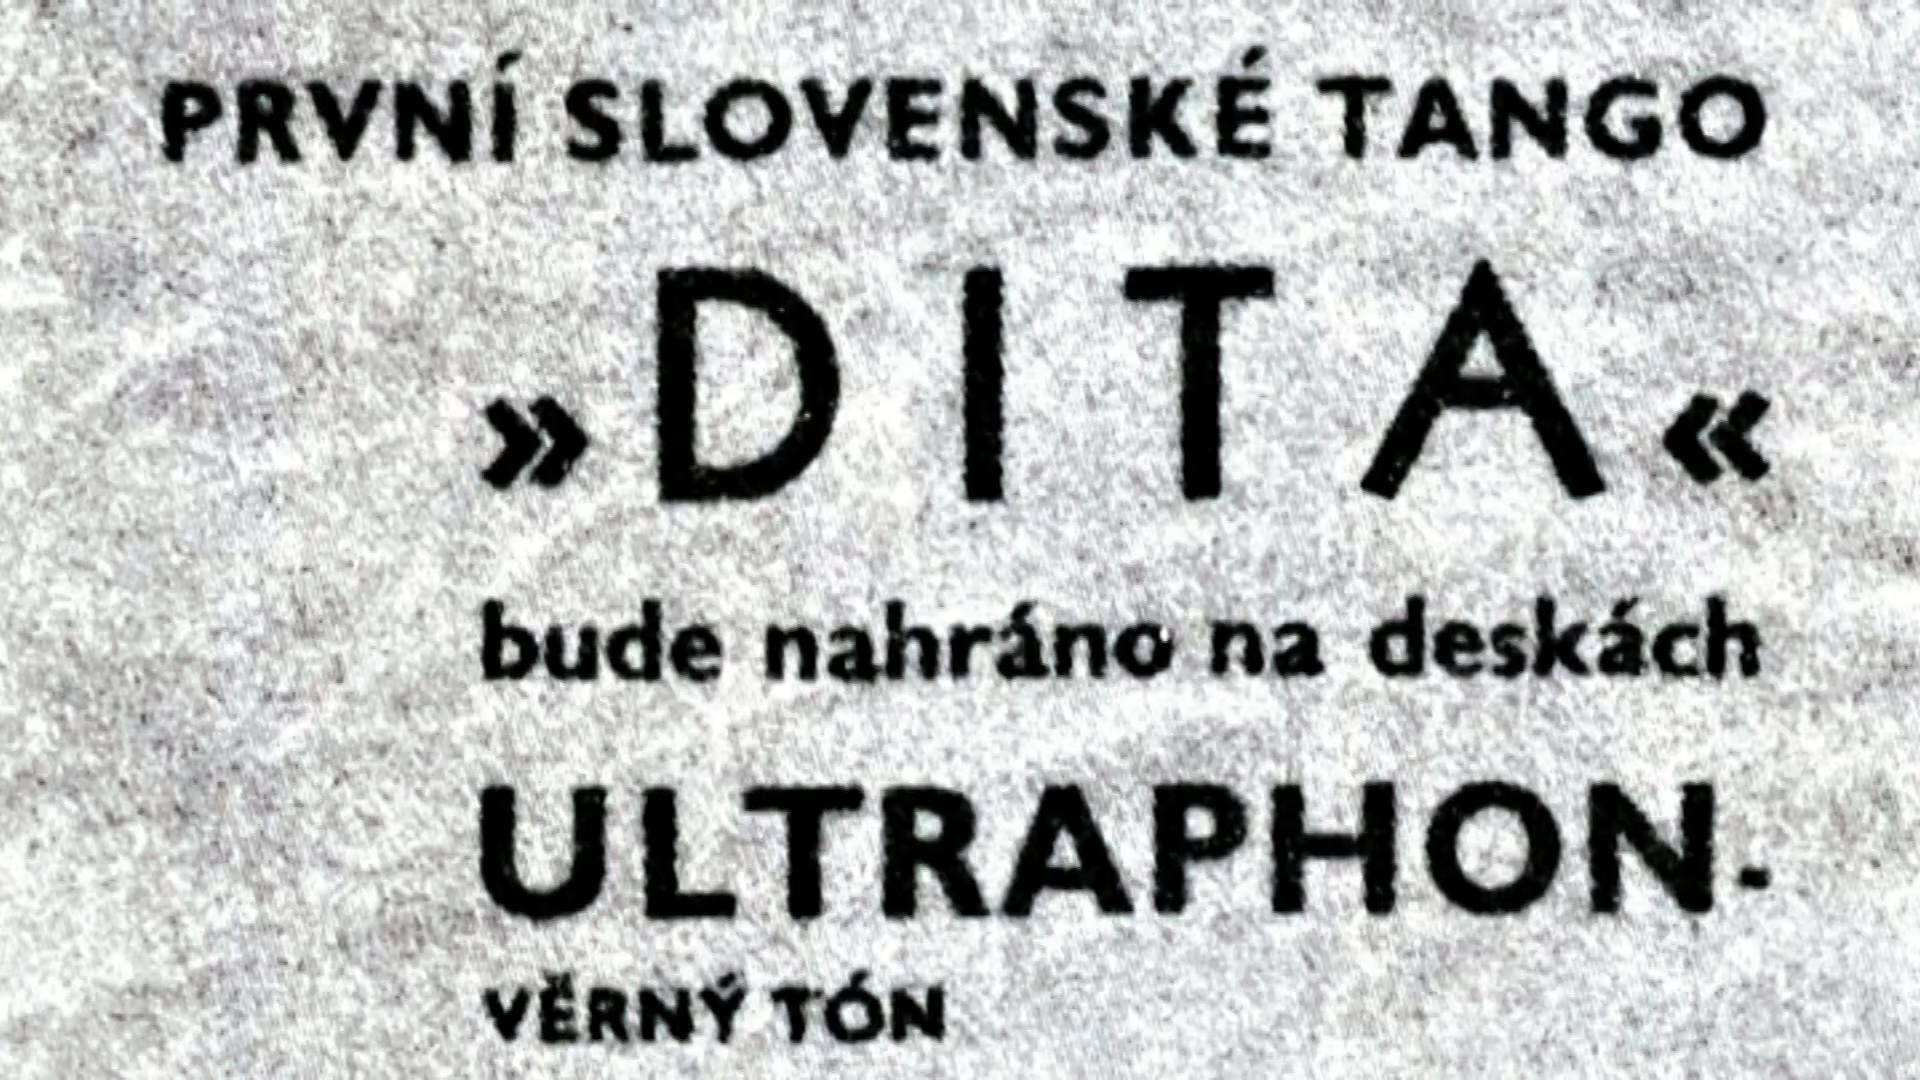 PRVNÍ SLOVENSKÉ TANGO
»DITA«
bude nahráno na deskách
ULTRAPHON-
VĚRNÝ TÓN